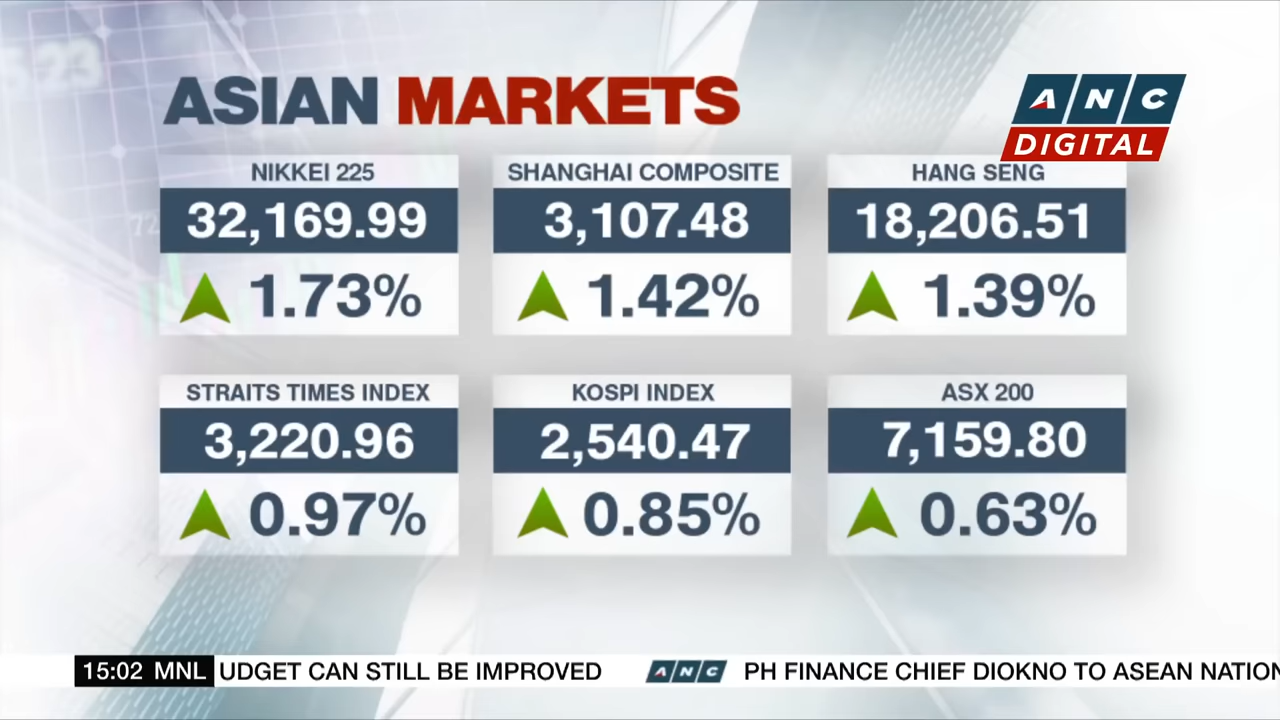 ASIAN MARKETS
ANC
DIGITAL
NIKKEI 225
32,169.99
1.73%
SHANGHAI COMPOSITE
3,107.48
1.42%
HANG SENG
18,206.51
1.39%
STRAITS TIMES INDEX
3,220.96
0.97%
KOSPI INDEX
2,540.47
0.85%
ASX 200
7,159.80
0.63%
15:02 MNL UDGET CAN STILL BE IMPROVED ANC PH FINANCE CHIEF DIOKNO TO ASEAN NATION